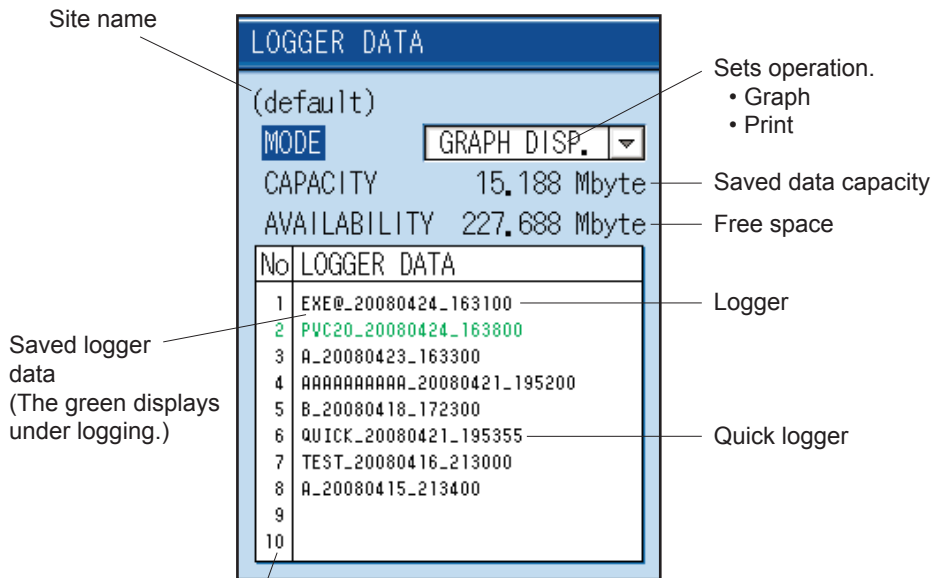 Site name
LOGGER DATA
(default)
MODE GRAPH DISP.
CAPACITY 15.188 Mbyte
AVAILABILITY 227.688 Mbyte
No LOGGER DATA
1 EXE@_20080424_163100
2 PVC20_20080424_163800
3 A_20080423_163300
4 AAAAAAAAAA_20080421_195200
5 B_20080418_172300
6 QUICK_20080421_195355
7 TEST_20080416_213000
8 A_20080415_213400
9
10
Saved logger
data
(The green displays
under logging.)
Sets operation.
• Graph
• Print
Saved data capacity
Free space
Logger
Quick logger